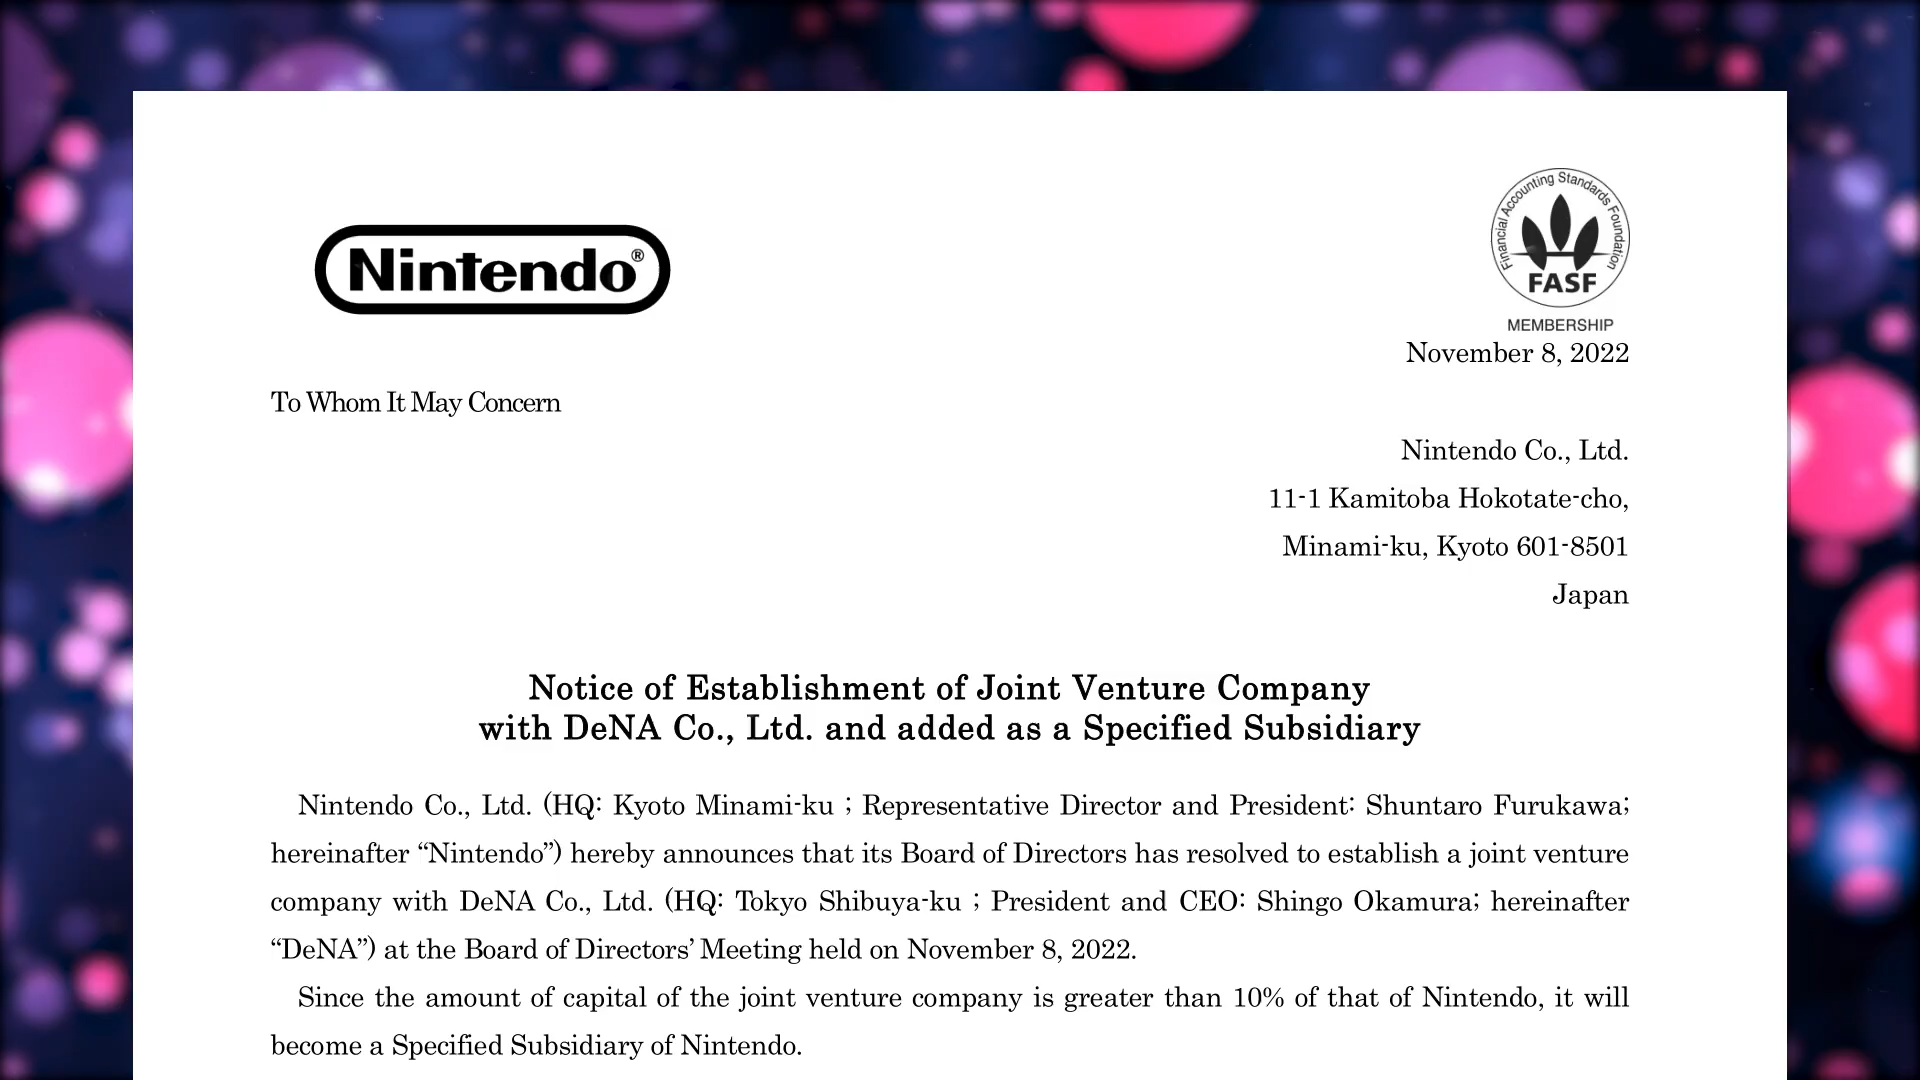 Nintendo®
Financial Accounting Standards Foundation
FASF
MEMBERSHIP
November 8, 2022
To Whom It May Concern
Nintendo Co., Ltd.
11-1 Kamitoba Hokotate-cho,
Minami-ku, Kyoto 601-8501
Japan
Notice of Establishment of Joint Venture Company
with DeNA Co., Ltd. and added as a Specified Subsidiary
Nintendo Co., Ltd. (HQ: Kyoto Minami-ku ; Representative Director and President: Shuntaro Furukawa;
hereinafter “Nintendo”) hereby announces that its Board of Directors has resolved to establish a joint venture
company with DeNA Co., Ltd. (HQ: Tokyo Shibuya-ku ; President and CEO: Shingo Okamura; hereinafter
“DeNA”) at the Board of Directors’ Meeting held on November 8, 2022.
Since the amount of capital of the joint venture company is greater than 10% of that of Nintendo, it will
become a Specified Subsidiary of Nintendo.